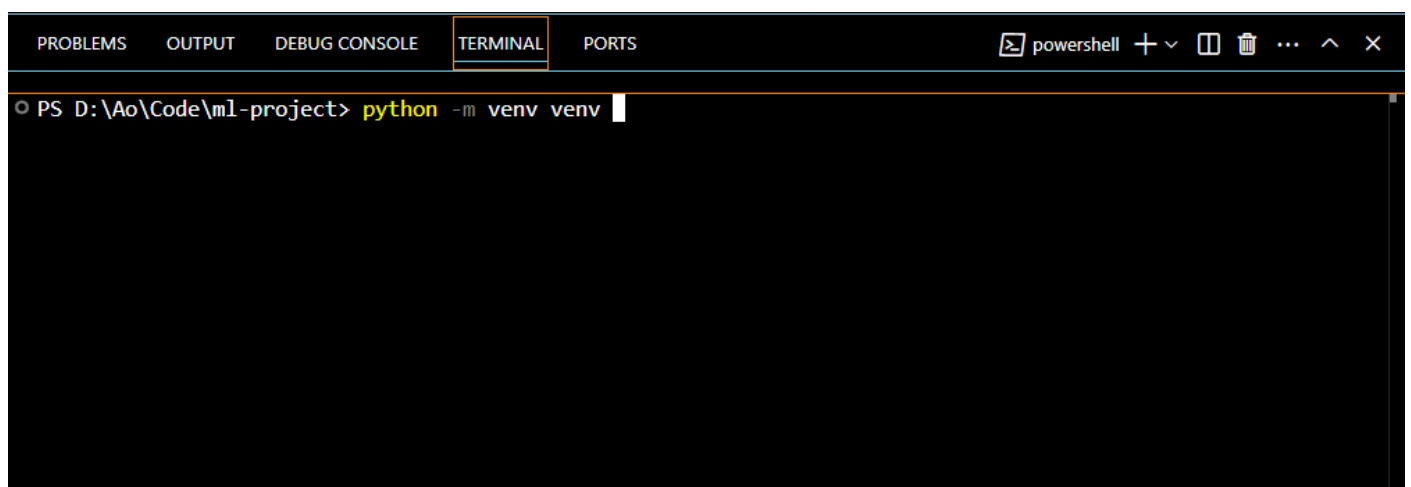 PROBLEMS OUTPUT DEBUG CONSOLE TERMINAL PORTS powershell
PS D:\Ao\Code\ml-project> python -m venv venv